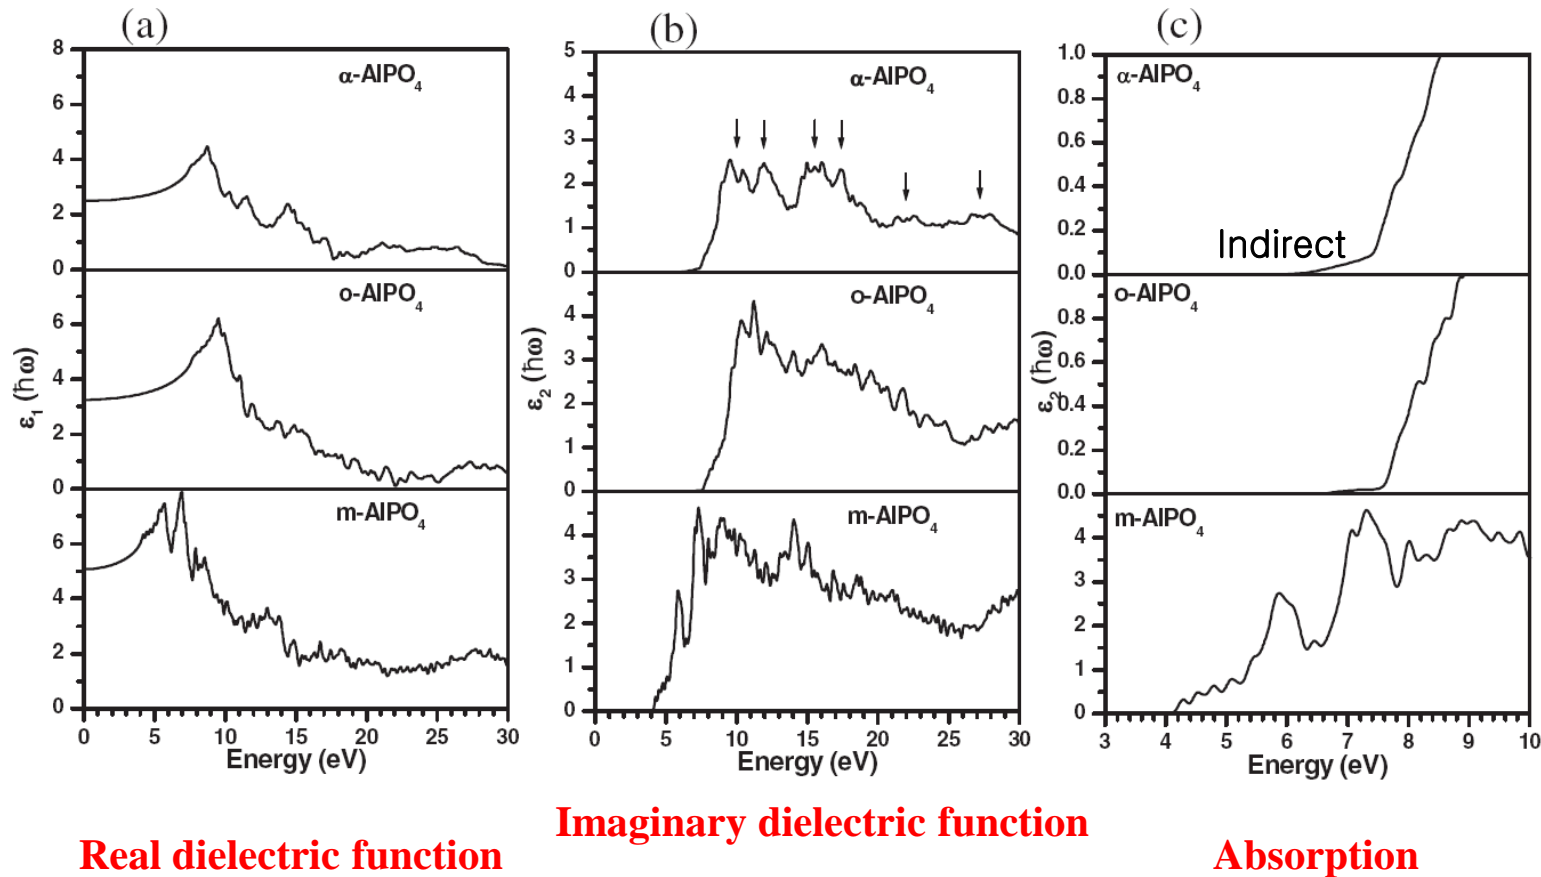 (a)
8
6
4
2
0
α-AlPO4
6
4
2
0
o-AlPO4
ε1 (ħω)
6
4
2
0
m-AlPO4
0 5 10 15 20 25 30
Energy (eV)
Real dielectric function
(b)
5
4
3
2
1
0
α-AlPO4
4
3
2
1
0
o-AlPO4
ε2 (ħω)
4
3
2
1
0
m-AlPO4
0 5 10 15 20 25 30
Energy (eV)
Imaginary dielectric function
(c)
1.0
0.8
0.6
0.4
0.2
0.0
α-AlPO4
Indirect
o-AlPO4
0.8
0.6
0.4
0.2
0.0
ε2 (ħω)
m-AlPO4
4
3
2
1
0
3 4 5 6 7 8 9 10
Energy (eV)
Absorption